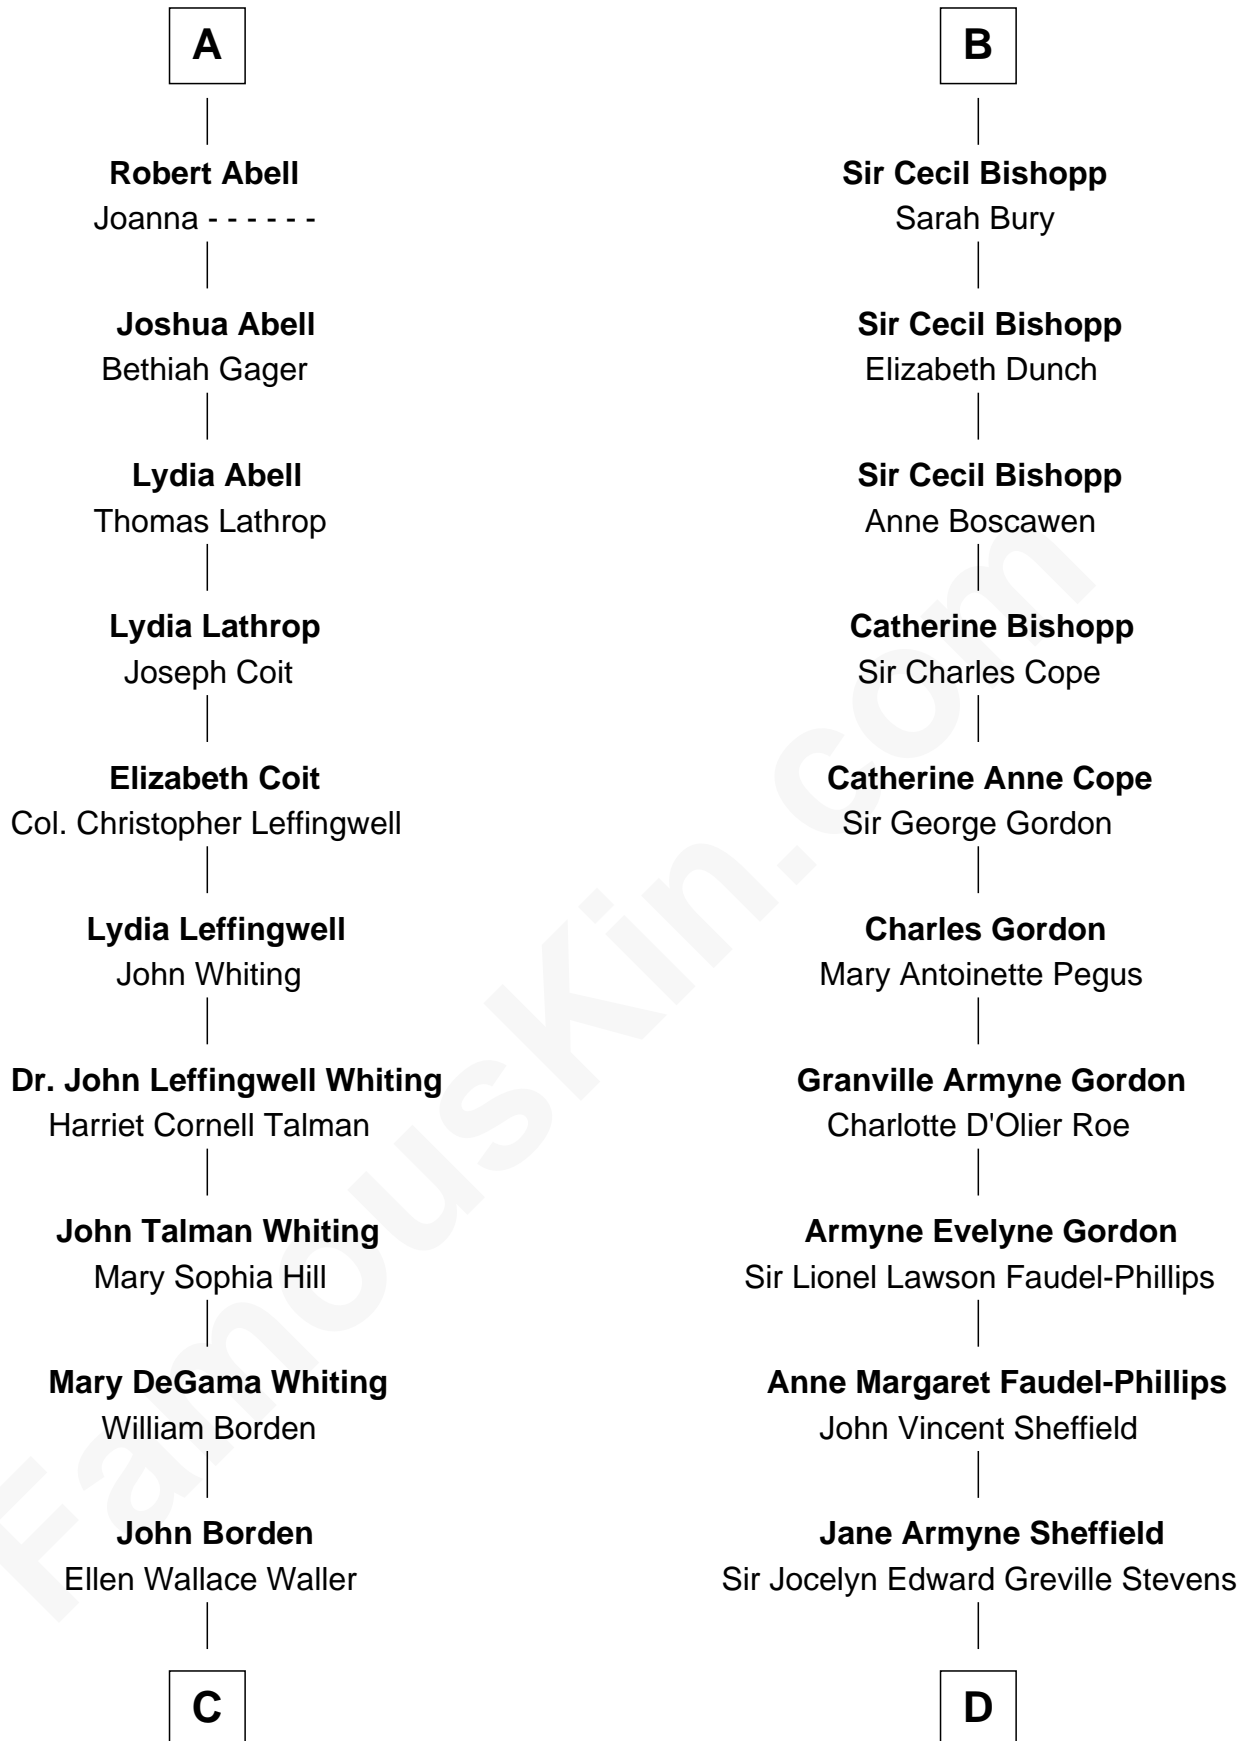 A
Robert Abell
Joanna - - - - - -
Joshua Abell
Bethiah Gager
Lydia Abell
Thomas Lathrop
Lydia Lathrop
Joseph Coit
Elizabeth Coit
Col. Christopher Leffingwell
Lydia Leffingwell
John Whiting
Dr. John Leffingwell Whiting
Harriet Cornell Talman
John Talman Whiting
Mary Sophia Hill
Mary DeGama Whiting
William Borden
John Borden
Ellen Wallace Waller
C
B
Sir Cecil Bishopp
Sarah Bury
Sir Cecil Bishopp
Elizabeth Dunch
Sir Cecil Bishopp
Anne Boscawen
Catherine Bishopp
Sir Charles Cope
Catherine Anne Cope
Sir George Gordon
Charles Gordon
Mary Antoinette Pegus
Granville Armyne Gordon
Charlotte D'Olier Roe
Armyne Evelyne Gordon
Sir Lionel Lawson Faudel-Phillips
Anne Margaret Faudel-Phillips
John Vincent Sheffield
Jane Armyne Sheffield
Sir Jocelyn Edward Greville Stevens
D
FamousKin.com